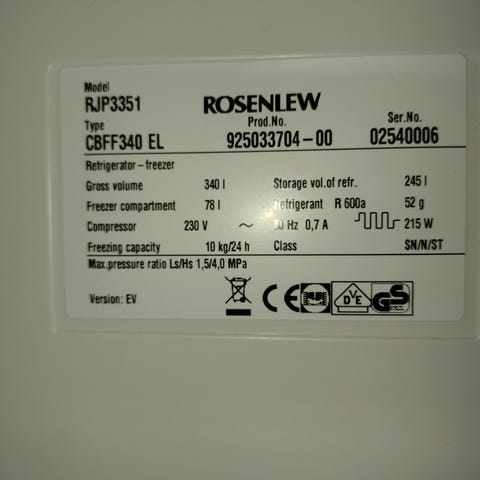 Model
RJP3351 ROSENLEW
Type Prod.No. Ser.No.
CBFF340 EL 925033704-00 02540006
Refrigerator-freezer
Gross volume 340 l Storage vol.of refr. 245 l
Freezer compartment 78 l Refrigerant R 600a 52 g
Compressor 230 V ~ Hz 0,7 A 215 W
Freezing capacity 10 kg/24 h Class SN/N/ST
Max.pressure ratio Ls/Hs 1,5/4,0 MPa
Version: EV CE DVE GS